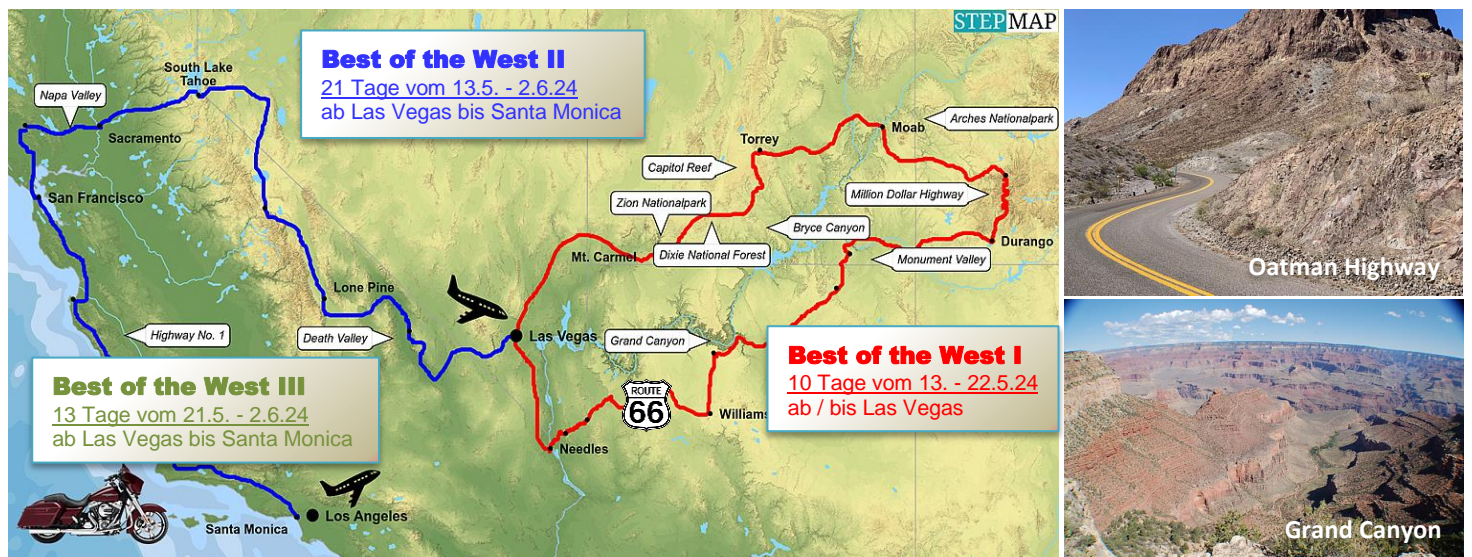 STEPMAP
Best of the West II
21 Tage vom 13.5. - 2.6.24
ab Las Vegas bis Santa Monica
South Lake
Tahoe
Napa Valley
Sacramento
San Francisco
Lone Pine
Highway No. 1
Death Valley
Las Vegas
Arches Nationalpark
Moab
Torrey
Capitol Reef
Million Dollar Highway
Zion Nationalpark
Bryce Canyon
Durango
Mt. Carmel
Dixie National Forest
Monument Valley
Grand Canyon
Best of the West I
10 Tage vom 13. - 22.5.24
ab / bis Las Vegas
ROUTE
66
Williams
Needles
Best of the West III
13 Tage vom 21.5. - 2.6.24
ab Las Vegas bis Santa Monica
Santa Monica
Los Angeles
Oatman Highway
Grand Canyon